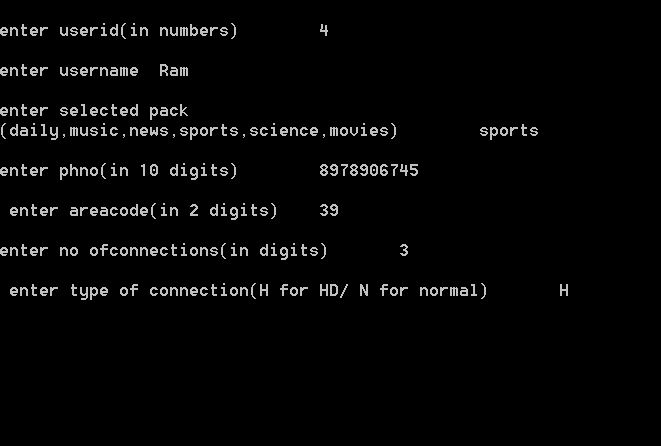 enter userid(in numbers) 4
enter username Ram
enter selected pack
(daily,music,news,sports,science,movies) sports
enter phno(in 10 digits) 8978906745
enter areacode(in 2 digits) 39
enter no ofconnections(in digits) 3
enter type of connection(H for HD/ N for normal) H